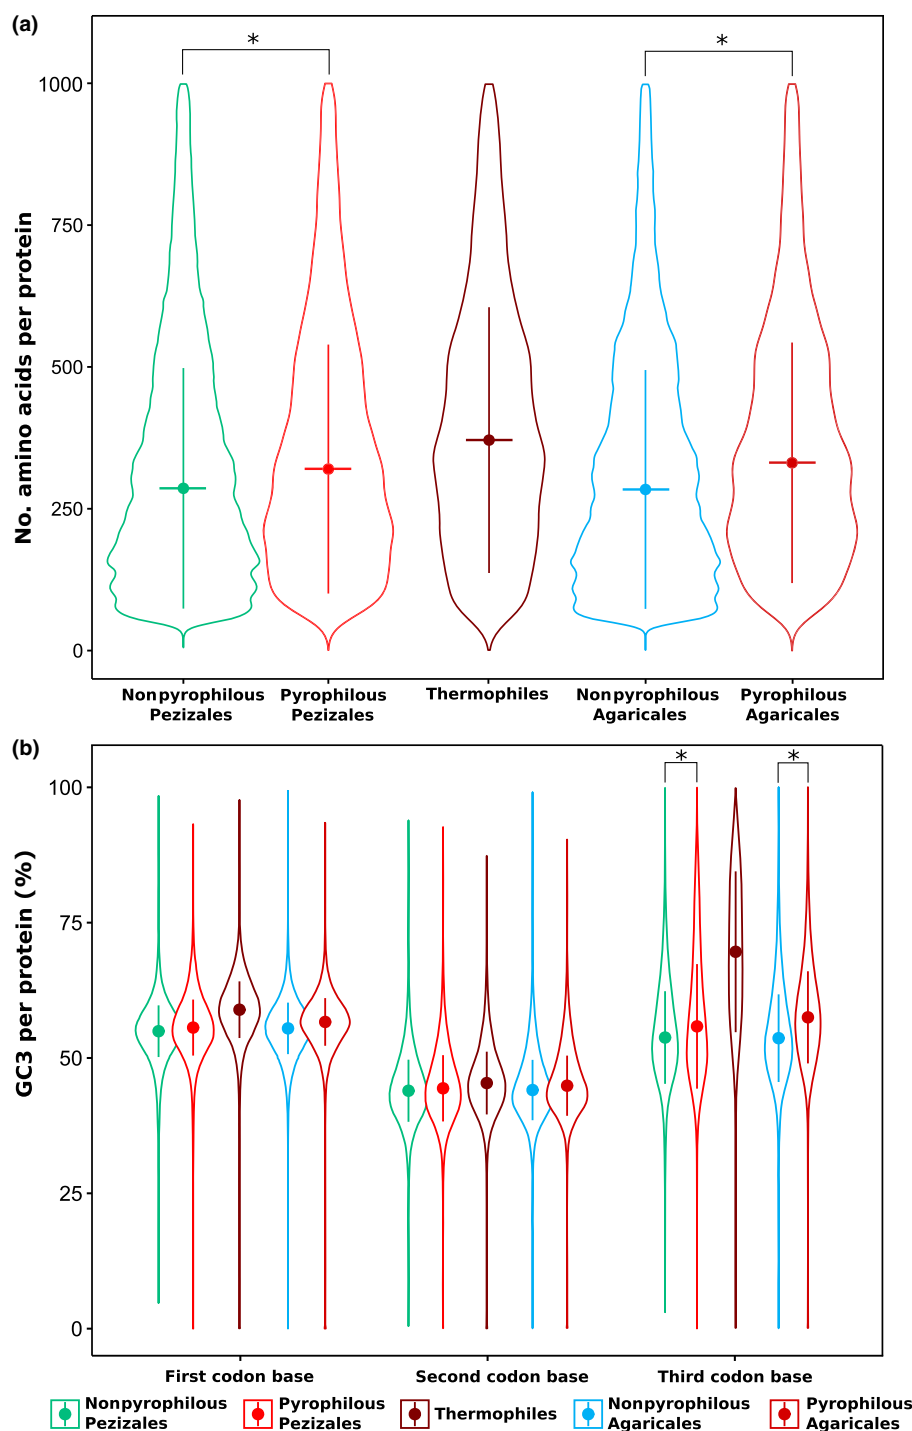 (a)
*
*
No. amino acids per protein
1000
750
500
250
0
Nonpyrophilous
Pezizales
Pyrophilous
Pezizales
Thermophiles
Nonpyrophilous
Agaricales
Pyrophilous
Agaricales
(b)
*
*
GC3 per protein (%)
100
75
50
25
0
First codon base
Second codon base
Third codon base
Nonpyrophilous
Pezizales
Pyrophilous
Pezizales
Thermophiles
Nonpyrophilous
Agaricales
Pyrophilous
Agaricales